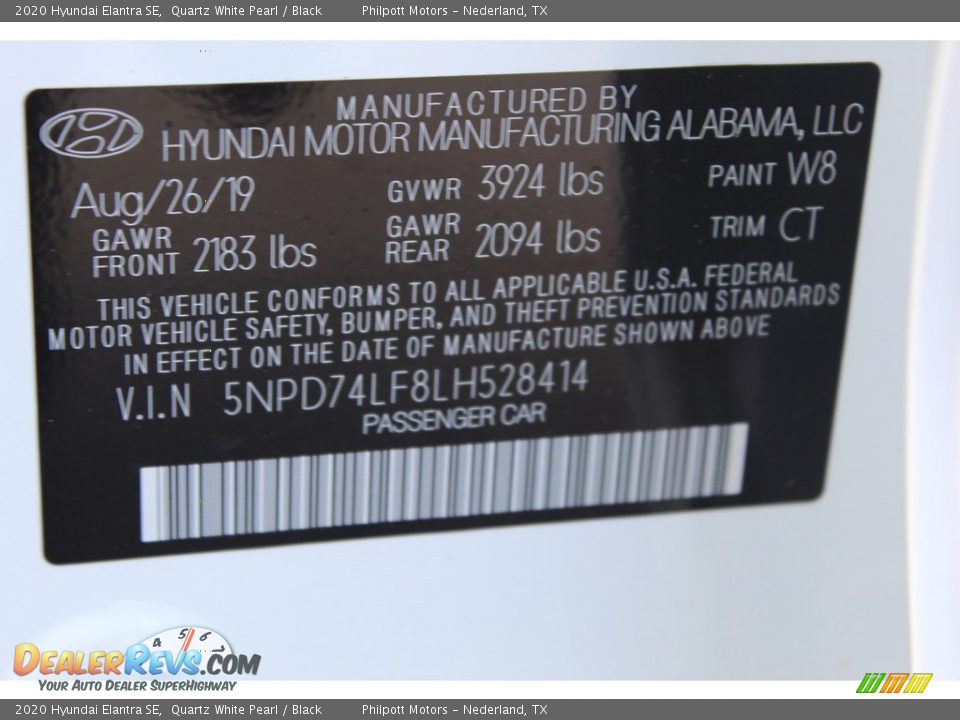 2020 Hyundai Elantra SE, Quartz White Pearl / Black Philpott Motors - Nederland, TX
MANUFACTURED BY
HYUNDAI MOTOR MANUFACTURING ALABAMA, LLC
Aug/26/19 GVWR 3924 lbs PAINT W8
GAWR FRONT 2183 lbs GAWR REAR 2094 lbs TRIM CT
THIS VEHICLE CONFORMS TO ALL APPLICABLE U.S.A. FEDERAL
MOTOR VEHICLE SAFETY, BUMPER, AND THEFT PREVENTION STANDARDS
IN EFFECT ON THE DATE OF MANUFACTURE SHOWN ABOVE
V.I.N 5NPD74LF8LH528414
PASSENGER CAR
4 5 6 7
DEALERREVS.COM
YOUR AUTO DEALER SUPERHIGHWAY
2020 Hyundai Elantra SE, Quartz White Pearl / Black Philpott Motors - Nederland, TX